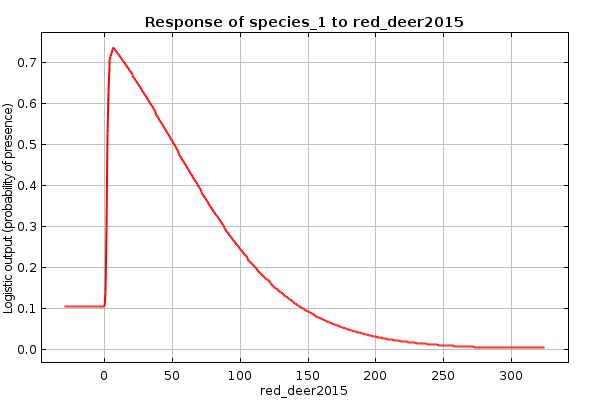 Response of species_1 to red_deer2015
Logistic output (probability of presence)
0.7
0.6
0.5
0.4
0.3
0.2
0.1
0.0
0 50 100 150 200 250 300
red_deer2015